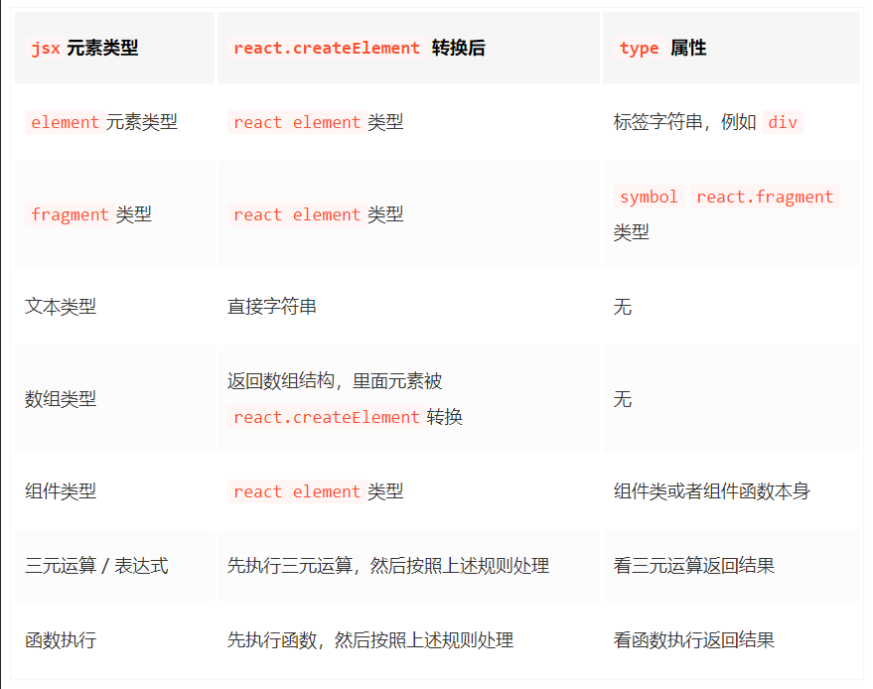 jsx 元素类型 react.createElement 转换后 type 属性
element 元素类型 react element 类型 标签字符串，例如 div
fragment 类型 react element 类型 symbol react.fragment
类型
文本类型 直接字符串 无
数组类型 返回数组结构，里面元素被
react.createElement 转换 无
组件类型 react element 类型 组件类或者组件函数本身
三元运算 / 表达式 先执行三元运算，然后按照上述规则处理 看三元运算返回结果
函数执行 先执行函数，然后按照上述规则处理 看函数执行返回结果